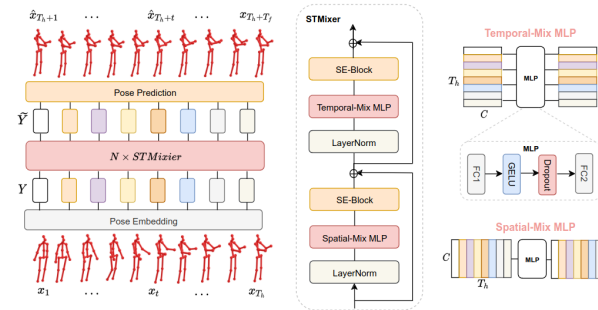 x̂_{T_h+1} ... x̂_{T_h+t} ... x_{T_h+T_f}
Pose Prediction
Ỹ
N × STMixier
Y
Pose Embedding
x_1 ... x_t ... x_{T_h}
STMixer
SE-Block
Temporal-Mix MLP
LayerNorm
SE-Block
Spatial-Mix MLP
LayerNorm
Temporal-Mix MLP
T_h
MLP
C
MLP
FC1
GELU
Dropout
FC2
Spatial-Mix MLP
C
MLP
T_h